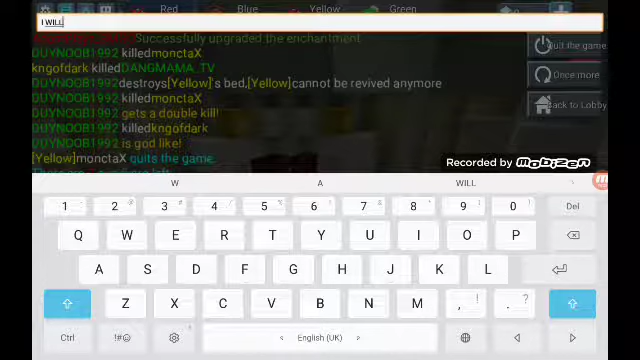 Red Blue Yellow Green
I WILL
Successfully upgraded the enchantment
DUYNOOB1992 killedmonctaX
kngofdark killedDANGMAMA_TV
DUYNOOB1992destroys[Yellow]'s bed,[Yellow]cannot be revived anymore
DUYNOOB1992 killedmonctaX
DUYNOOB1992 gets a double kill!
DUYNOOB1992 killedkngofdark
DUYNOOB1992 is god like!
[Yellow]monctaX quits the game.
Quit the game
Once more
Back to Lobby
Recorded by mobizen
W A WILL
1 2 3 4 5 6 7 8 9 0 Del
Q W E R T Y U I O P
A S D F G H J K L
Z X C V B N M , ! . ?
Ctrl !#☺ English (UK)